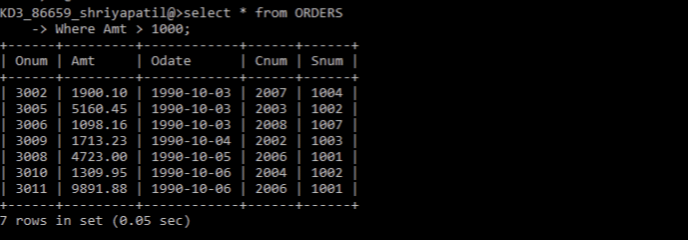 KD3_86659_shriyapatil@>select * from ORDERS
    -> Where Amt > 1000;
+------+---------+------------+------+------+
| Onum | Amt     | Odate      | Cnum | Snum |
+------+---------+------------+------+------+
| 3002 | 1900.10 | 1990-10-03 | 2007 | 1004 |
| 3005 | 5160.45 | 1990-10-03 | 2003 | 1002 |
| 3006 | 1098.16 | 1990-10-03 | 2008 | 1007 |
| 3009 | 1713.23 | 1990-10-04 | 2002 | 1003 |
| 3008 | 4723.00 | 1990-10-05 | 2006 | 1001 |
| 3010 | 1309.95 | 1990-10-06 | 2004 | 1002 |
| 3011 | 9891.88 | 1990-10-06 | 2006 | 1001 |
+------+---------+------------+------+------+
7 rows in set (0.05 sec)